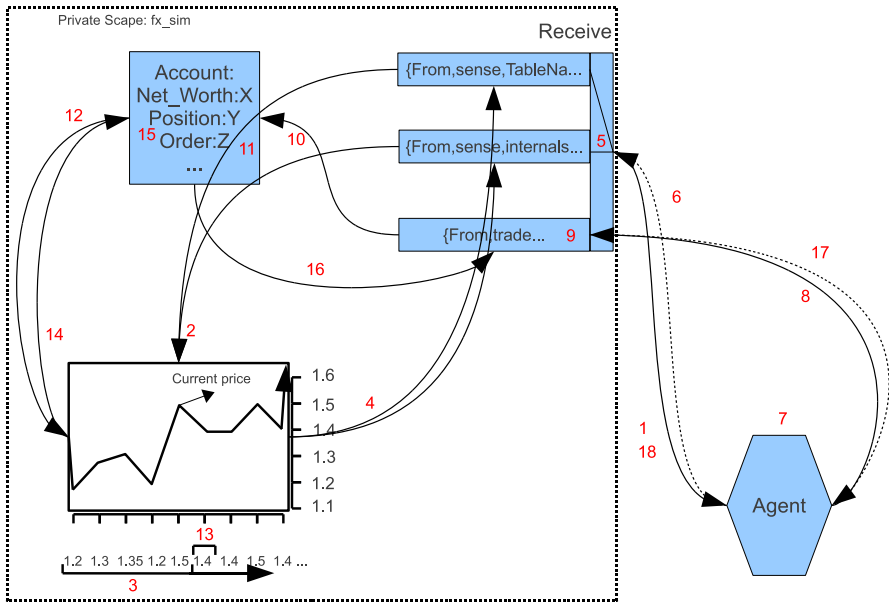 Private Scape: fx_sim
Receive
Account:
Net_Worth:X
Position:Y
Order:Z
...
{From,sense,TableNa...
{From,sense,internals...
{From,trade...
12
15
11
10
5
6
9
16
17
8
2
14
4
Current price
1.6
1.5
1.4
1.3
1.2
1.1
1
18
7
Agent
13
1.2 1.3 1.35 1.2 1.5 1.4 1.4 1.5 1.4 ...
3